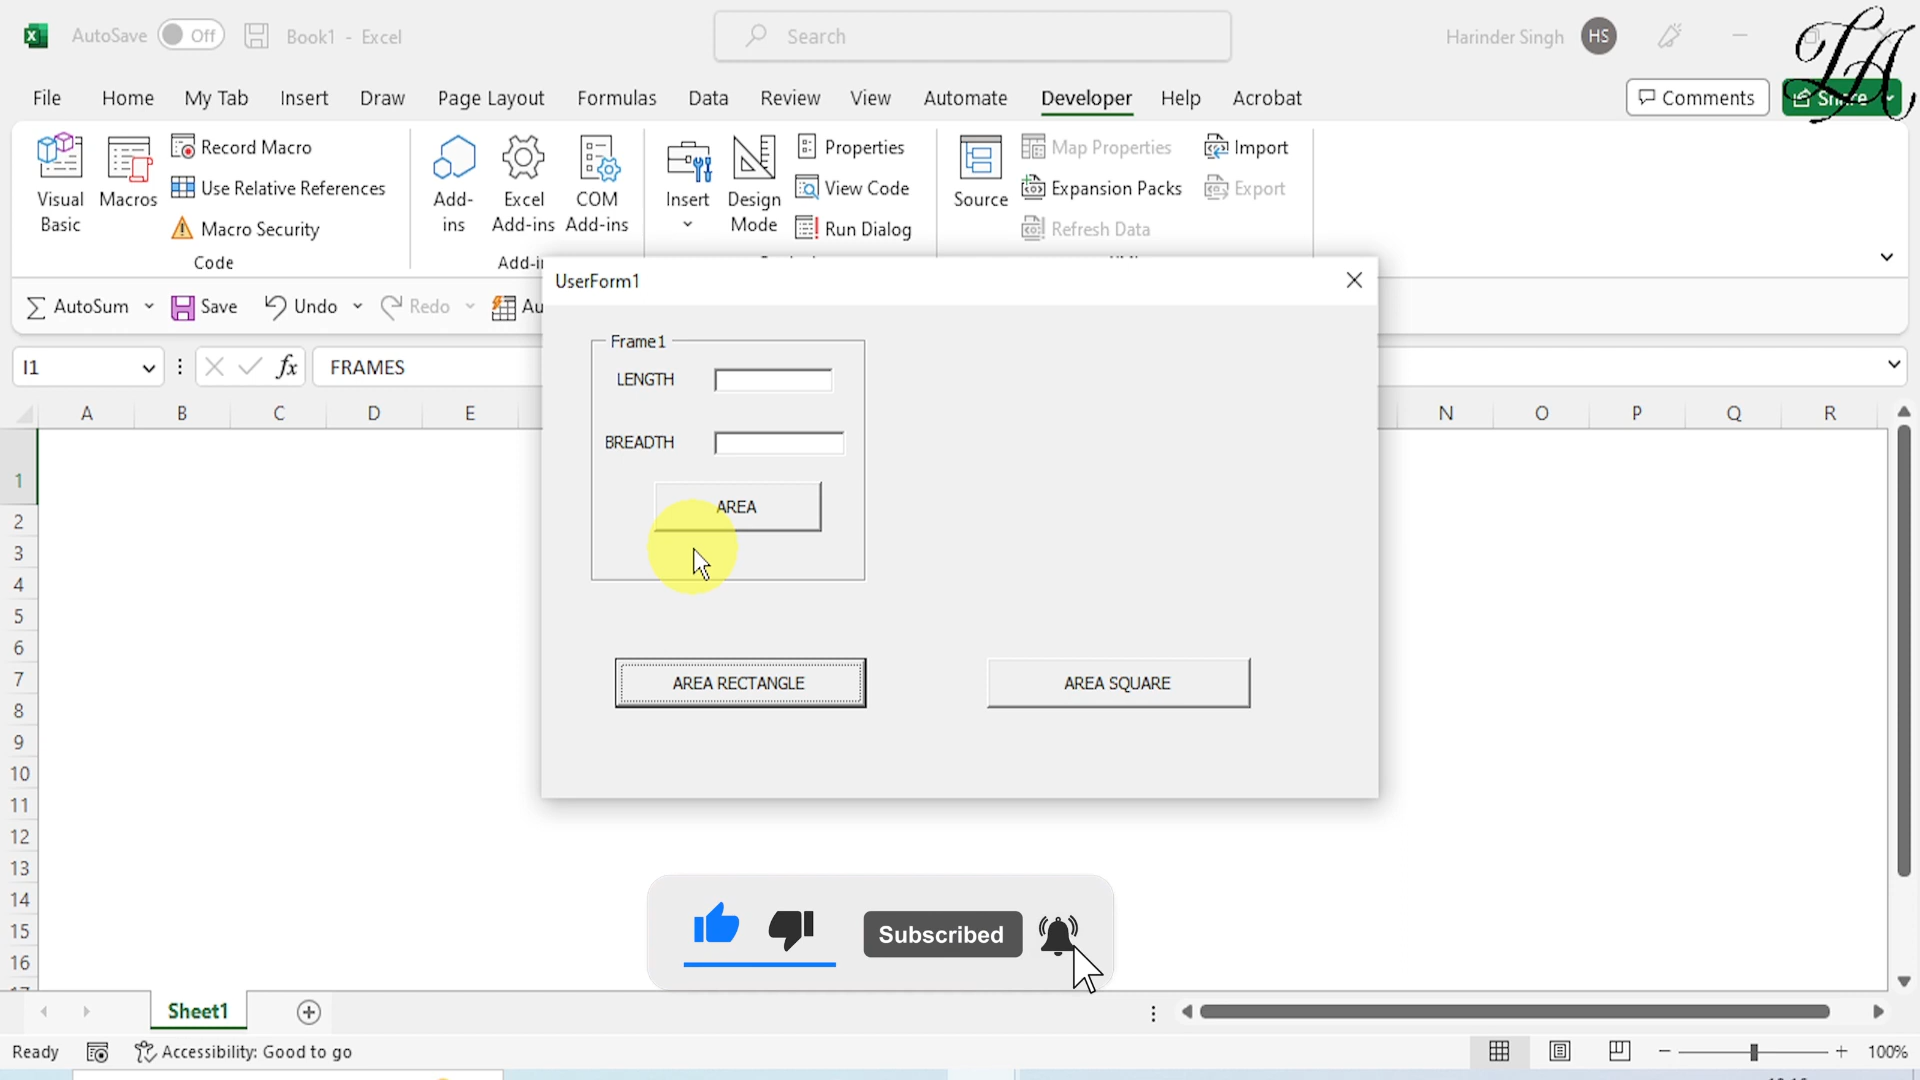 AutoSave Off Book1 - Excel Search Harinder Singh HS
LA
File Home My Tab Insert Draw Page Layout Formulas Data Review View Automate Developer Help Acrobat Comments Share
Visual Basic
Macros
Record Macro
Use Relative References
Macro Security
Code
Add-ins
Excel Add-ins
COM Add-ins
Insert
Design Mode
Properties
View Code
Run Dialog
Source
Map Properties
Expansion Packs
Refresh Data
Import
Export
AutoSum Save Undo Redo Au
I1 fx FRAMES
A B C D E N O P Q R
1
2
3
4
5
6
7
8
9
10
11
12
13
14
15
16
UserForm1
Frame1
LENGTH
BREADTH
AREA
AREA RECTANGLE AREA SQUARE
Subscribed
Sheet1
Ready Accessibility: Good to go 100%